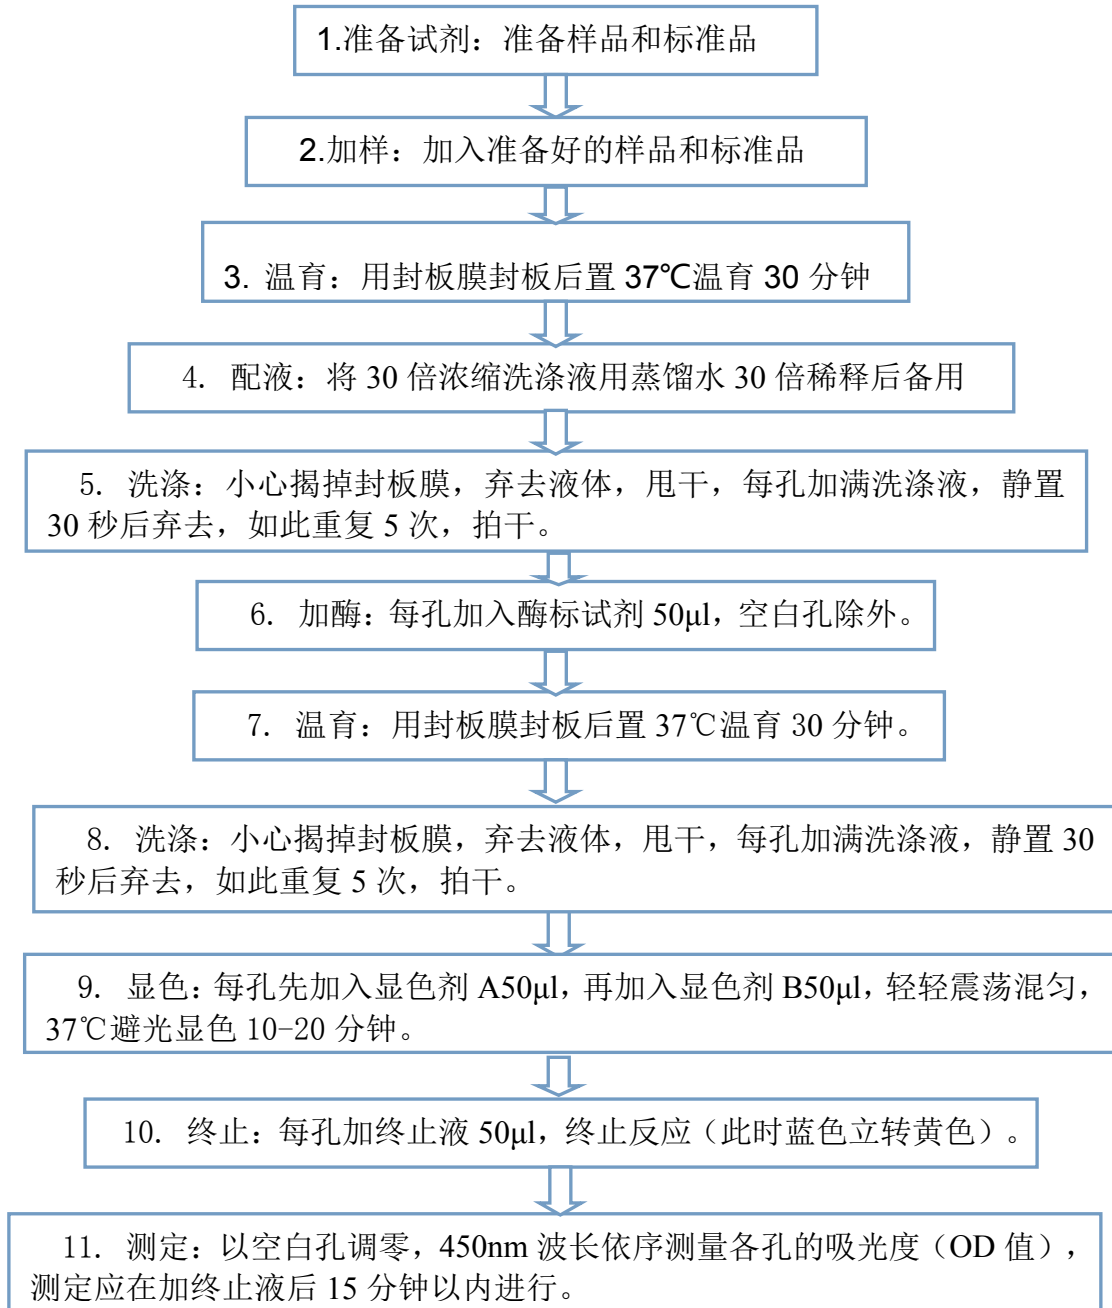 1.准备试剂：准备样品和标准品
2.加样：加入准备好的样品和标准品
3. 温育：用封板膜封板后置 37℃温育 30 分钟
4. 配液：将 30 倍浓缩洗涤液用蒸馏水 30 倍稀释后备用
5. 洗涤：小心揭掉封板膜，弃去液体，甩干，每孔加满洗涤液，静置
30 秒后弃去，如此重复 5 次，拍干。
6. 加酶：每孔加入酶标试剂 50μl，空白孔除外。
7. 温育：用封板膜封板后置 37℃温育 30 分钟。
8. 洗涤：小心揭掉封板膜，弃去液体，甩干，每孔加满洗涤液，静置 30
秒后弃去，如此重复 5 次，拍干。
9. 显色：每孔先加入显色剂 A50μl，再加入显色剂 B50μl，轻轻震荡混匀，
37℃避光显色 10-20 分钟。
10. 终止：每孔加终止液 50μl，终止反应（此时蓝色立转黄色）。
11. 测定：以空白孔调零，450nm 波长依序测量各孔的吸光度（OD 值），
测定应在加终止液后 15 分钟以内进行。